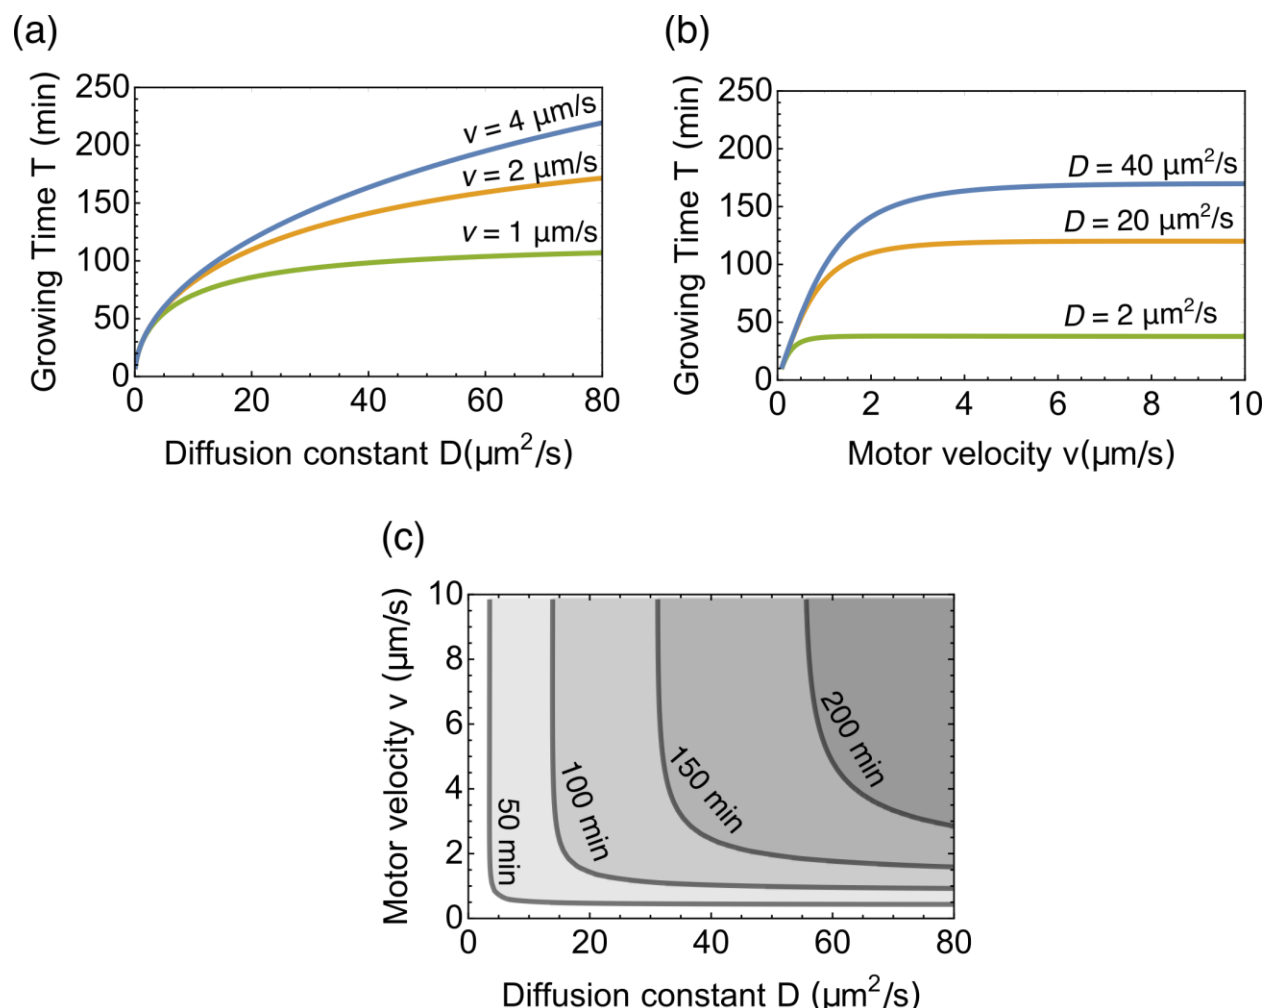 (a)
Growing Time T (min)
250
200
150
100
50
0
v = 4 μm/s
v = 2 μm/s
v = 1 μm/s
0 20 40 60 80
Diffusion constant D(μm²/s)
(b)
Growing Time T (min)
250
200
150
100
50
0
D = 40 μm²/s
D = 20 μm²/s
D = 2 μm²/s
0 2 4 6 8 10
Motor velocity v(μm/s)
(c)
Motor velocity v (μm/s)
10
8
6
4
2
0
50 min
100 min
150 min
200 min
0 20 40 60 80
Diffusion constant D (μm²/s)